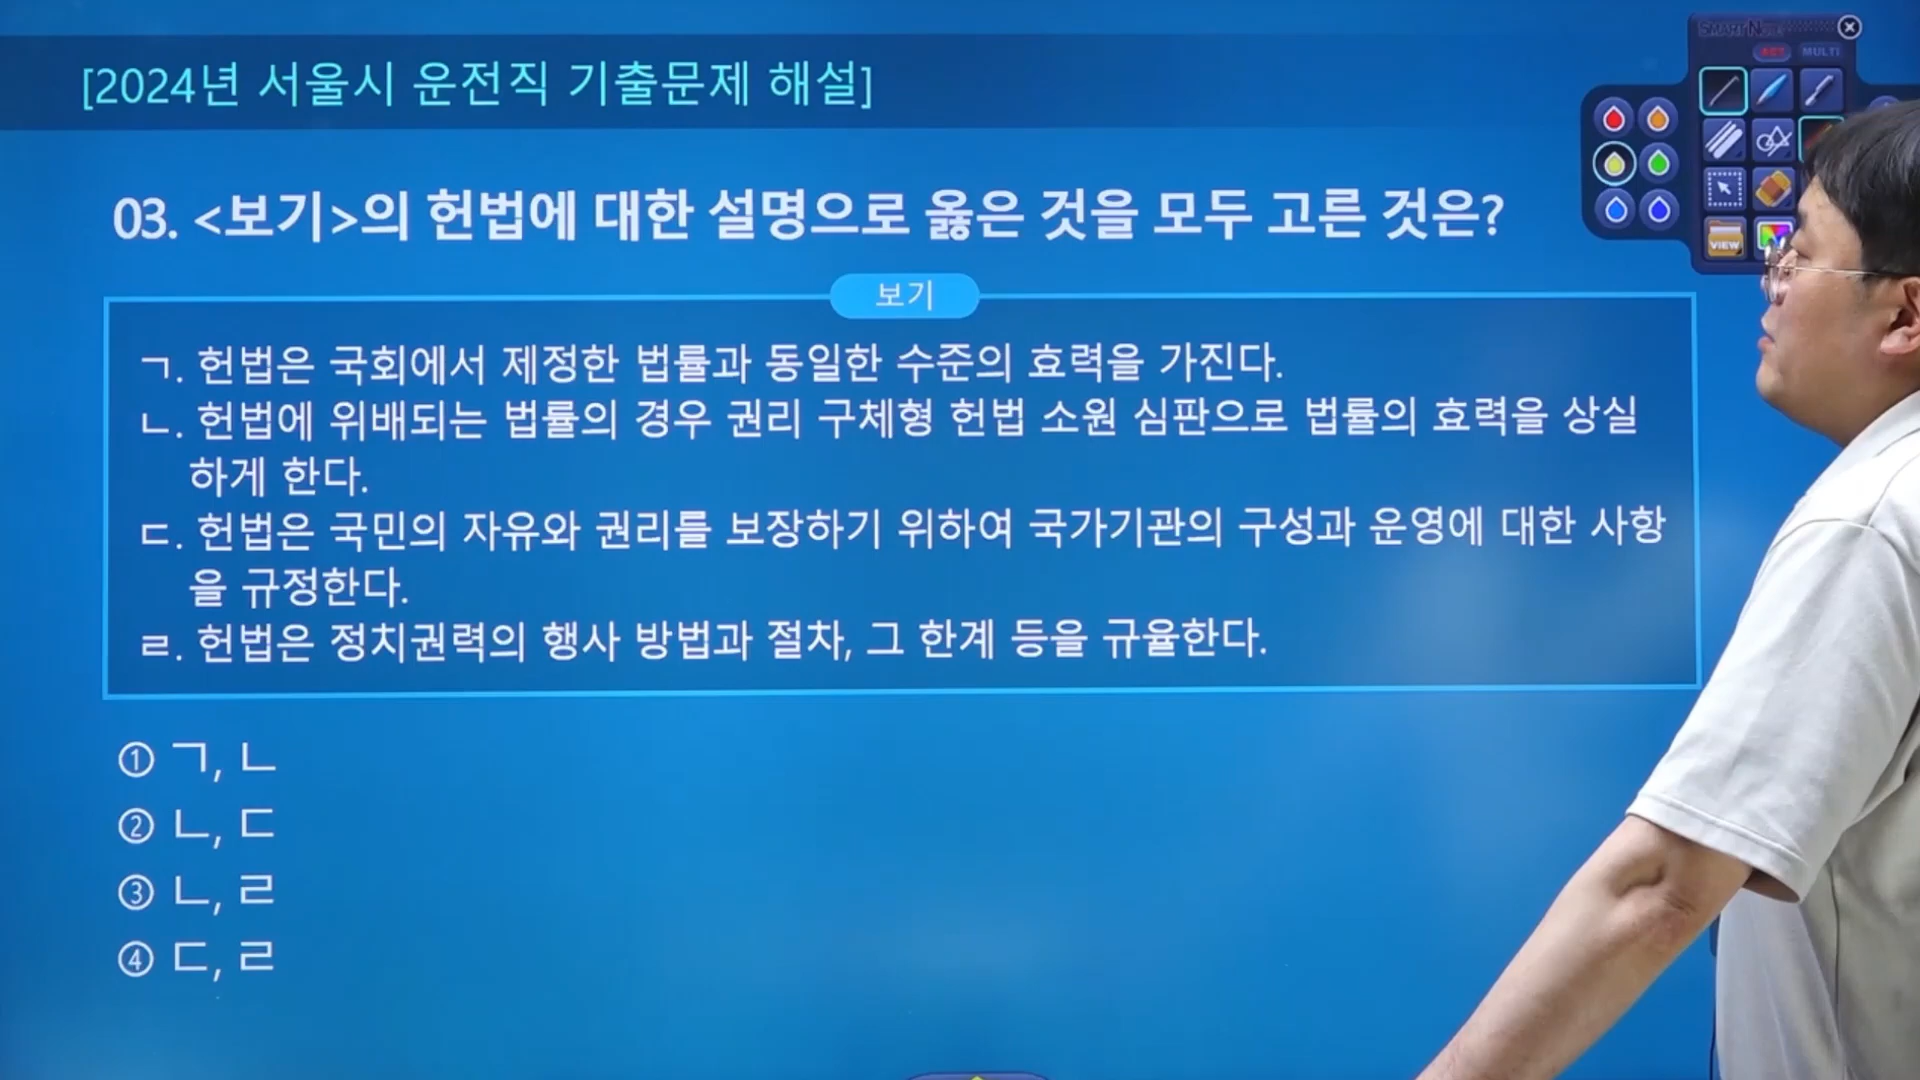 [2024년 서울시 운전직 기출문제 해설]
03. <보기>의 헌법에 대한 설명으로 옳은 것을 모두 고른 것은?
보기
ㄱ. 헌법은 국회에서 제정한 법률과 동일한 수준의 효력을 가진다.
ㄴ. 헌법에 위배되는 법률의 경우 권리 구체형 헌법 소원 심판으로 법률의 효력을 상실
하게 한다.
ㄷ. 헌법은 국민의 자유와 권리를 보장하기 위하여 국가기관의 구성과 운영에 대한 사항
을 규정한다.
ㄹ. 헌법은 정치권력의 행사 방법과 절차, 그 한계 등을 규율한다.
① ㄱ, ㄴ
② ㄴ, ㄷ
③ ㄴ, ㄹ
④ ㄷ, ㄹ
MULTI
VIEW